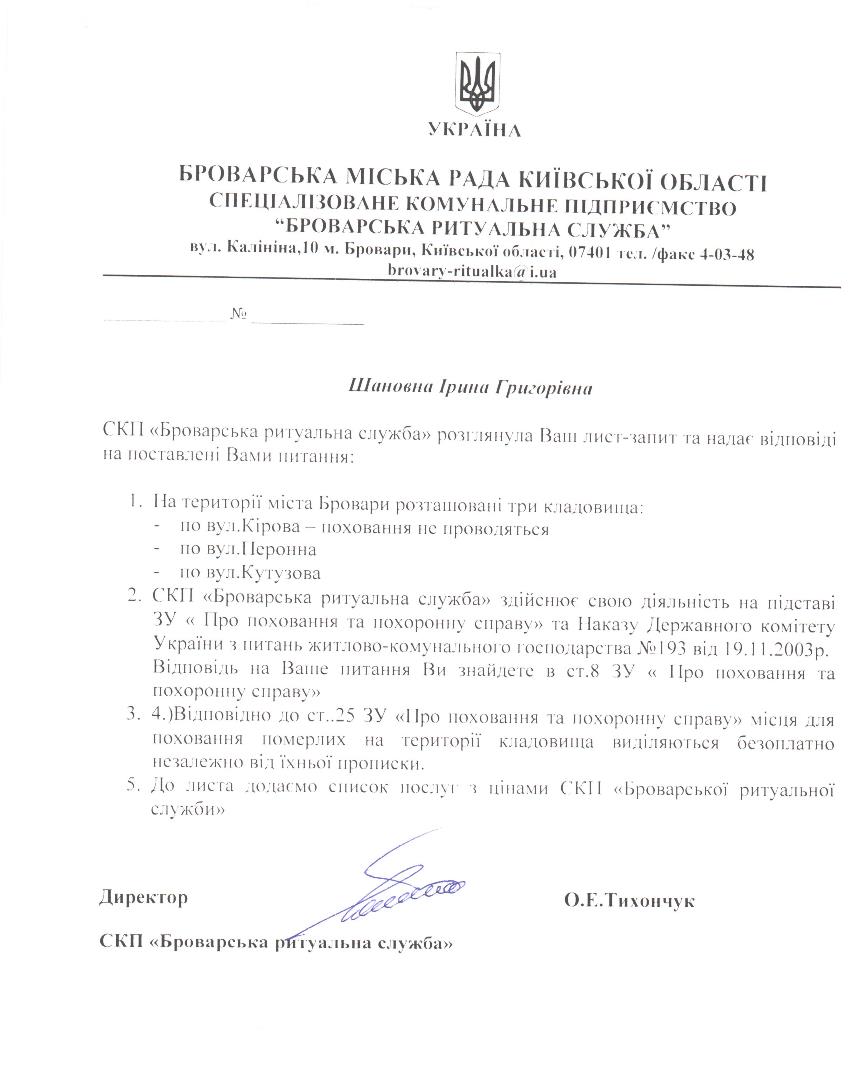 УКРАЇНА
БРОВАРСЬКА МІСЬКА РАДА КИЇВСЬКОЇ ОБЛАСТІ
СПЕЦІАЛІЗОВАНЕ КОМУНАЛЬНЕ ПІДПРИЄМСТВО
“БРОВАРСЬКА РИТУАЛЬНА СЛУЖБА”
вул. Калініна,10 м. Бровари, Київської області, 07401 тел. /факс 4-03-48
brovary-ritualka@i.ua
№
Шановна Ірина Григорівна
СКП «Броварська ритуальна служба» розглянула Ваш лист-запит та надає відповіді
на поставлені Вами питання:
1. На території міста Бровари розташовані три кладовища:
- по вул.Кірова – поховання не проводяться
- по вул.Перонна
- по вул.Кутузова
2. СКП «Броварська ритуальна служба» здійснює свою діяльність на підставі
ЗУ « Про поховання та похоронну справу» та Наказу Державного комітету
України з питань житлово-комунального господарства №193 від 19.11.2003р.
Відповідь на Ваше питання Ви знайдете в ст.8 ЗУ « Про поховання та
похоронну справу»
3. 4.)Відповідно до ст..25 ЗУ «Про поховання та похоронну справу» місця для
поховання померлих на території кладовища виділяються безоплатно
незалежно від їхньої прописки.
5. До листа додаємо список послуг з цінами СКП «Броварської ритуальної
служби»
Директор О.Е.Тихончук
СКП «Броварська ритуальна служба»